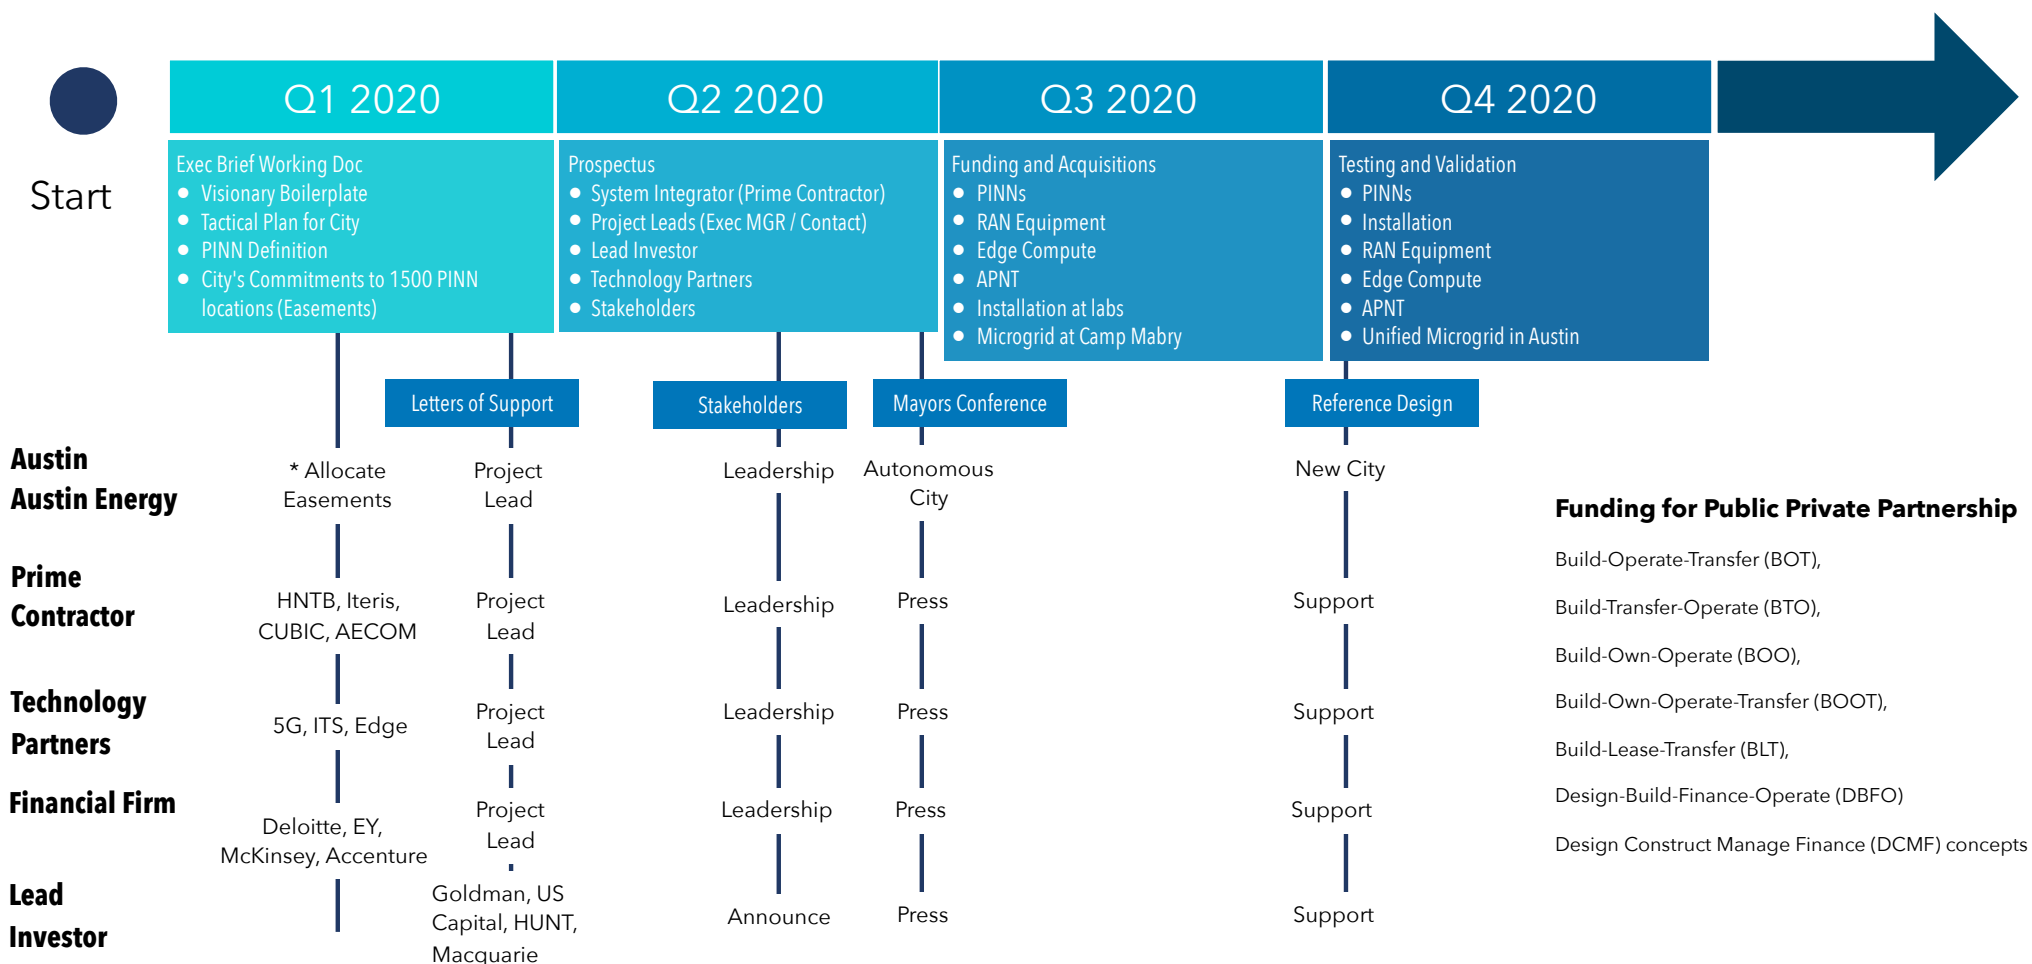 Start
Q1 2020
Q2 2020
Q3 2020
Q4 2020
Exec Brief Working Doc
Visionary Boilerplate
Tactical Plan for City
PINN Definition
City's Commitments to 1500 PINN
locations (Easements)
Prospectus
System Integrator (Prime Contractor)
Project Leads (Exec MGR / Contact)
Lead Investor
Technology Partners
Stakeholders
Funding and Acquisitions
PINNs
RAN Equipment
Edge Compute
APNT
Installation at labs
Microgrid at Camp Mabry
Testing and Validation
PINNs
Installation
RAN Equipment
Edge Compute
APNT
Unified Microgrid in Austin
Letters of Support
Stakeholders
Mayors Conference
Reference Design
Austin
Austin Energy
* Allocate
Easements
Project
Lead
Leadership
Autonomous
City
New City
Prime
Contractor
HNTB, Iteris,
CUBIC, AECOM
Project
Lead
Leadership
Press
Support
Technology
Partners
5G, ITS, Edge
Project
Lead
Leadership
Press
Support
Financial Firm
Deloitte, EY,
McKinsey, Accenture
Project
Lead
Leadership
Press
Support
Lead
Investor
Goldman, US
Capital, HUNT,
Macquarie
Announce
Press
Support
Funding for Public Private Partnership
Build-Operate-Transfer (BOT),
Build-Transfer-Operate (BTO),
Build-Own-Operate (BOO),
Build-Own-Operate-Transfer (BOOT),
Build-Lease-Transfer (BLT),
Design-Build-Finance-Operate (DBFO)
Design Construct Manage Finance (DCMF) concepts